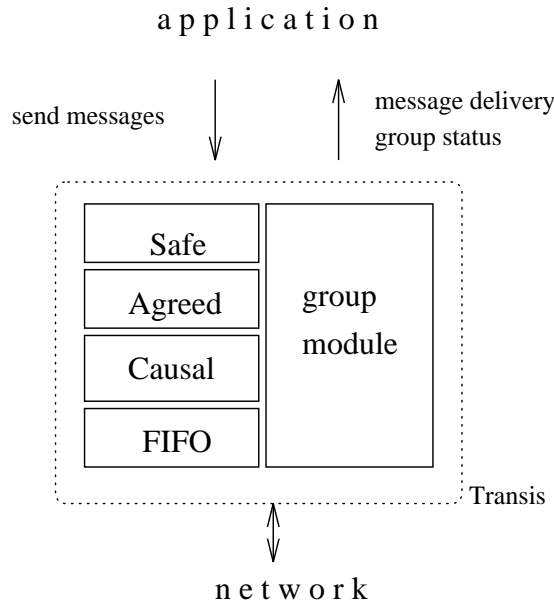 application
send messages
message delivery
group status
Safe
Agreed
Causal
FIFO
group
module
Transis
network